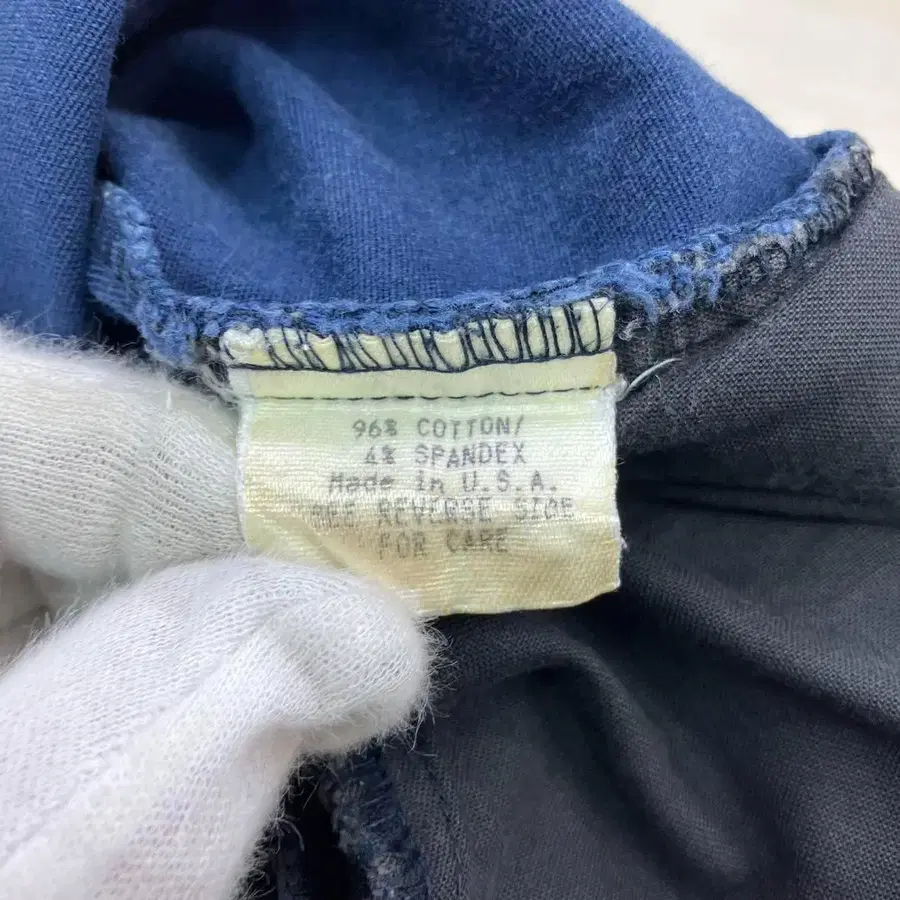 96% COTTON/
4% SPANDEX
Made in U.S.A.
SEE REVERSE SIDE
FOR CARE